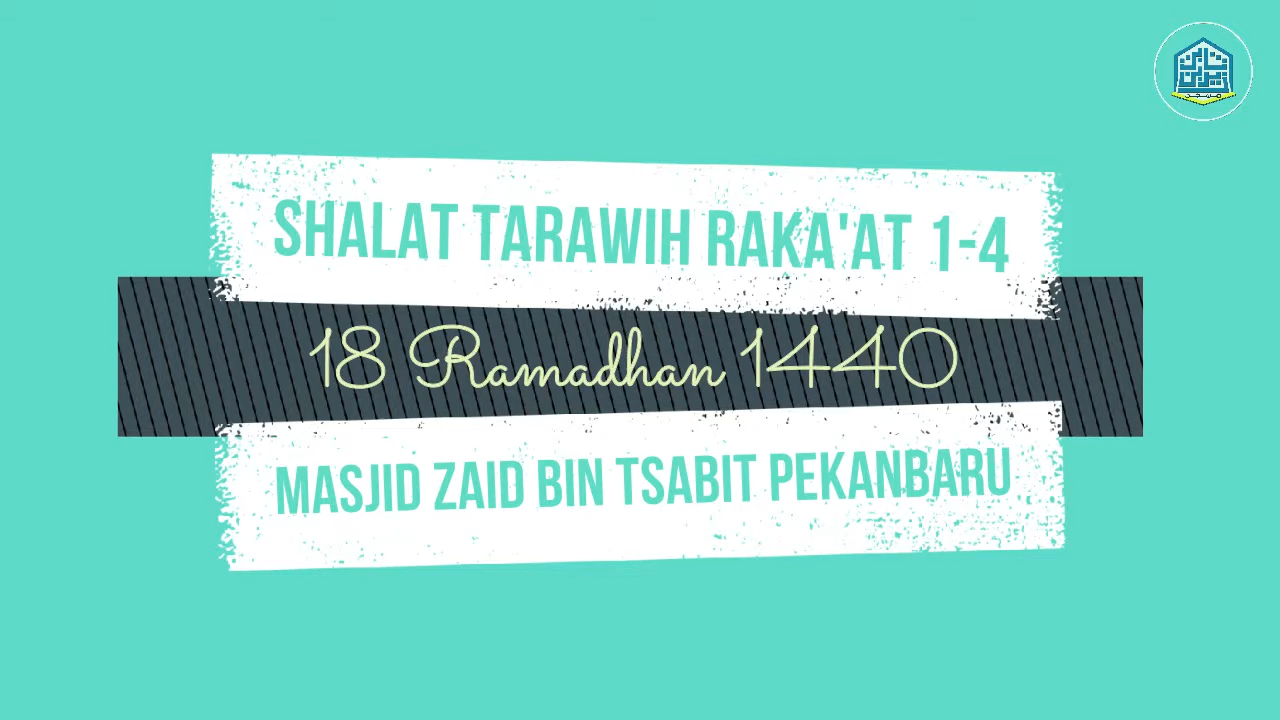 SHALAT TARAWIH RAKA'AT 1-4
18 Ramadhan 1440
MASJID ZAID BIN TSABIT PEKANBARU